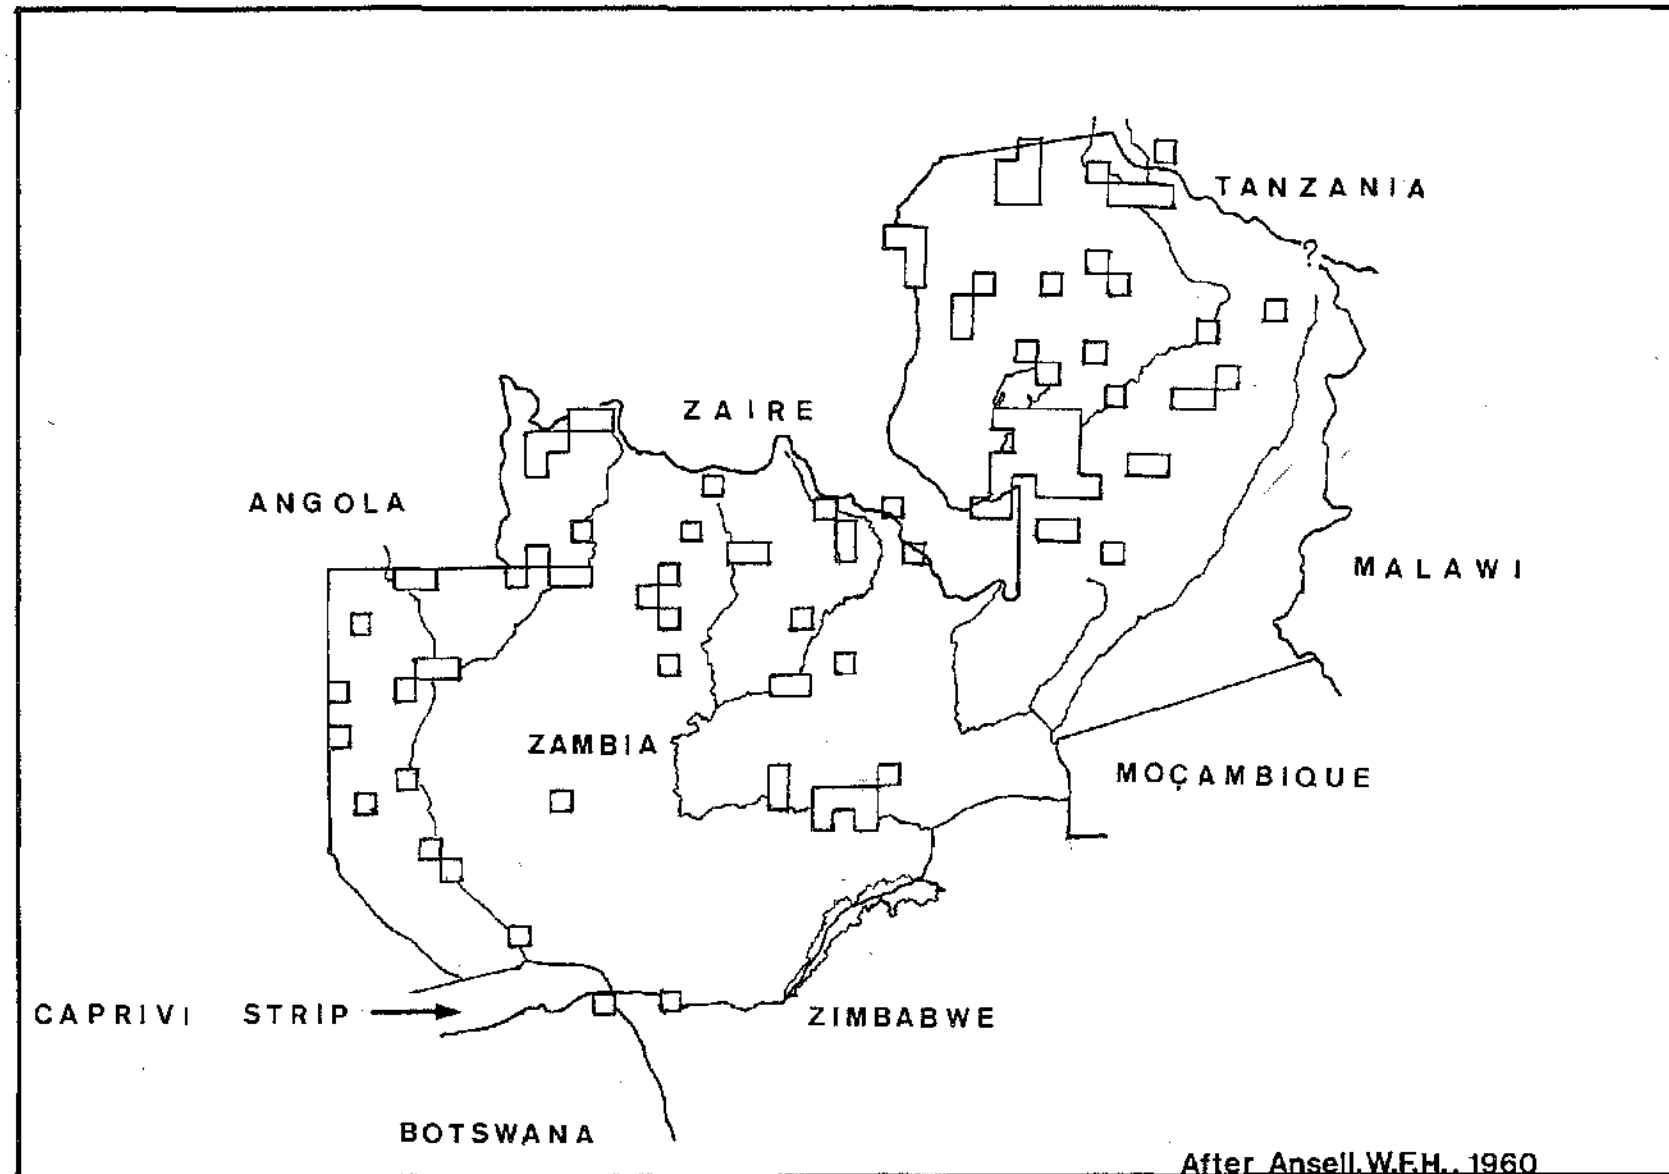 TANZANIA
?
ZAIRE
ANGOLA
MALAWI
ZAMBIA
MOÇAMBIQUE
CAPRIVI STRIP
ZIMBABWE
BOTSWANA
After Ansell.W.F.H., 1960